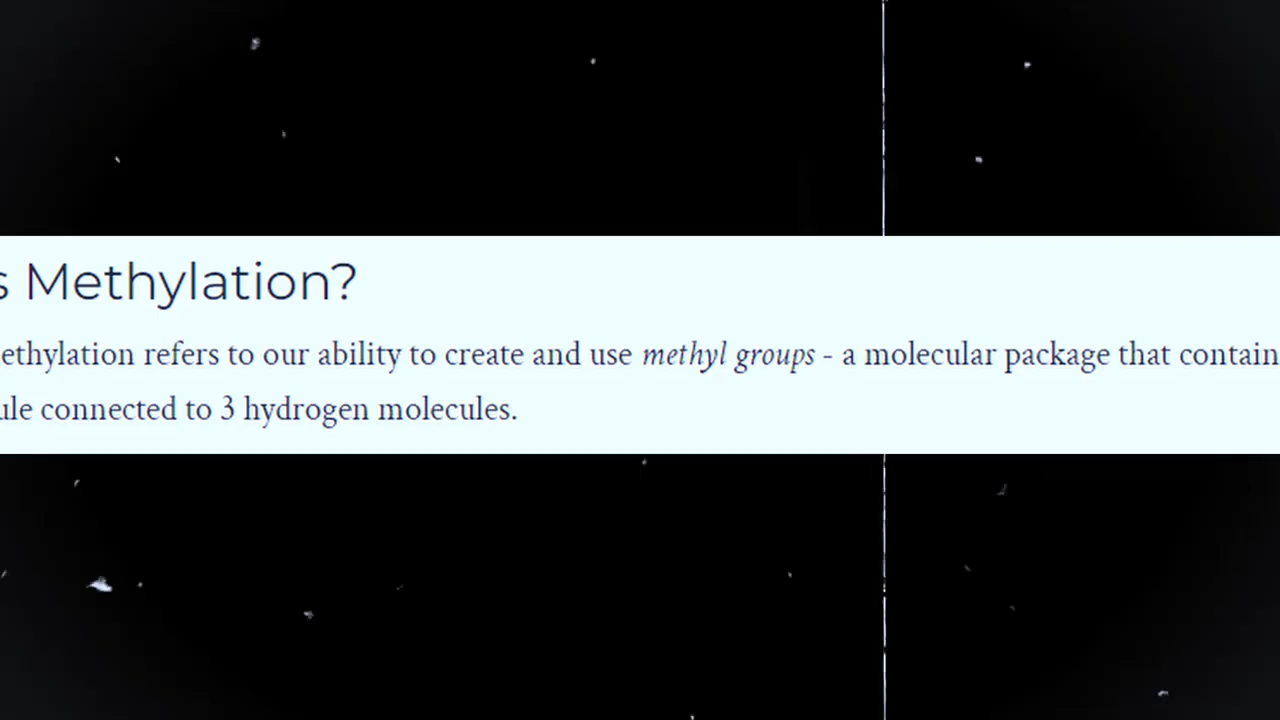 s Methylation?
ethylation refers to our ability to create and use methyl groups - a molecular package that contain
ule connected to 3 hydrogen molecules.